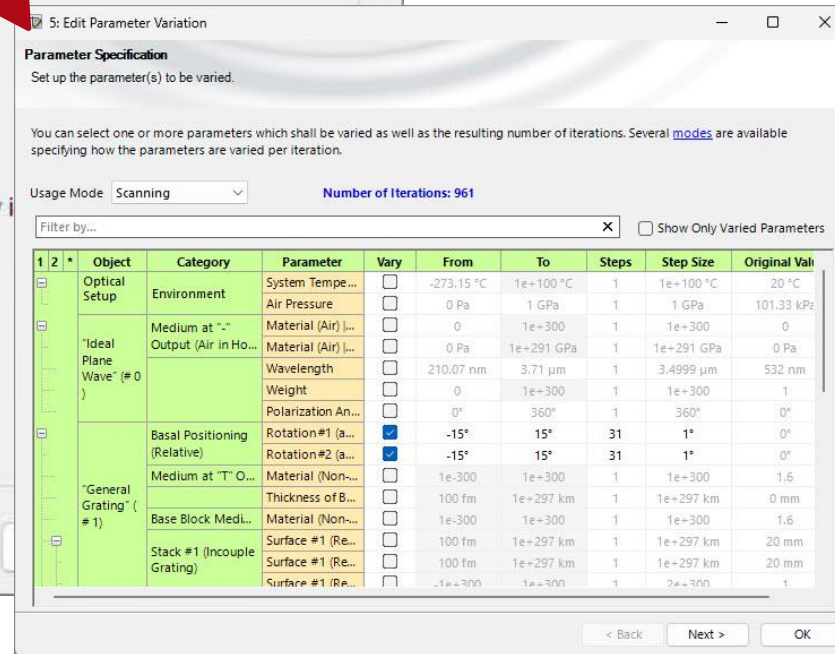 5: Edit Parameter Variation
Parameter Specification
Set up the parameter(s) to be varied.
You can select one or more parameters which shall be varied as well as the resulting number of iterations. Several modes are available
specifying how the parameters are varied per iteration.
Usage Mode Scanning Number of Iterations: 961
Filter by... Show Only Varied Parameters
1 2 * Object Category Parameter Vary From To Steps Step Size Original Valu
Optical Setup Environment System Tempe... -273.15 °C 1e+100 °C 1 1e+100 °C 20 °C
Air Pressure 0 Pa 1 GPa 1 1 GPa 101.33 kPa
"Ideal Plane Wave" (# 0) Medium at "-" Output (Air in Ho... Material (Air) |... 0 1e+300 1 1e+300 0
Material (Air) |... 0 Pa 1e+291 GPa 1 1e+291 GPa 0 Pa
Wavelength 210.07 nm 3.71 µm 1 3.4999 µm 532 nm
Weight 0 1e+300 1 1e+300 1
Polarization An... 0° 360° 1 360° 0°
"General Grating" (# 1) Basal Positioning (Relative) Rotation #1 (a... -15° 15° 31 1° 0°
Rotation #2 (a... -15° 15° 31 1° 0°
Medium at "T" O... Material (Non-... 1e-300 1e+300 1 1e+300 1.6
Thickness of B... 100 fm 1e+297 km 1 1e+297 km 0 mm
Base Block Medi... Material (Non-... 1e-300 1e+300 1 1e+300 1.6
Stack #1 (Incouple Grating) Surface #1 (Re... 100 fm 1e+297 km 1 1e+297 km 20 mm
Surface #1 (Re... 100 fm 1e+297 km 1 1e+297 km 20 mm
Surface #1 (Re... -1e+300 1e+300 1 2e+300 1
< Back Next > OK